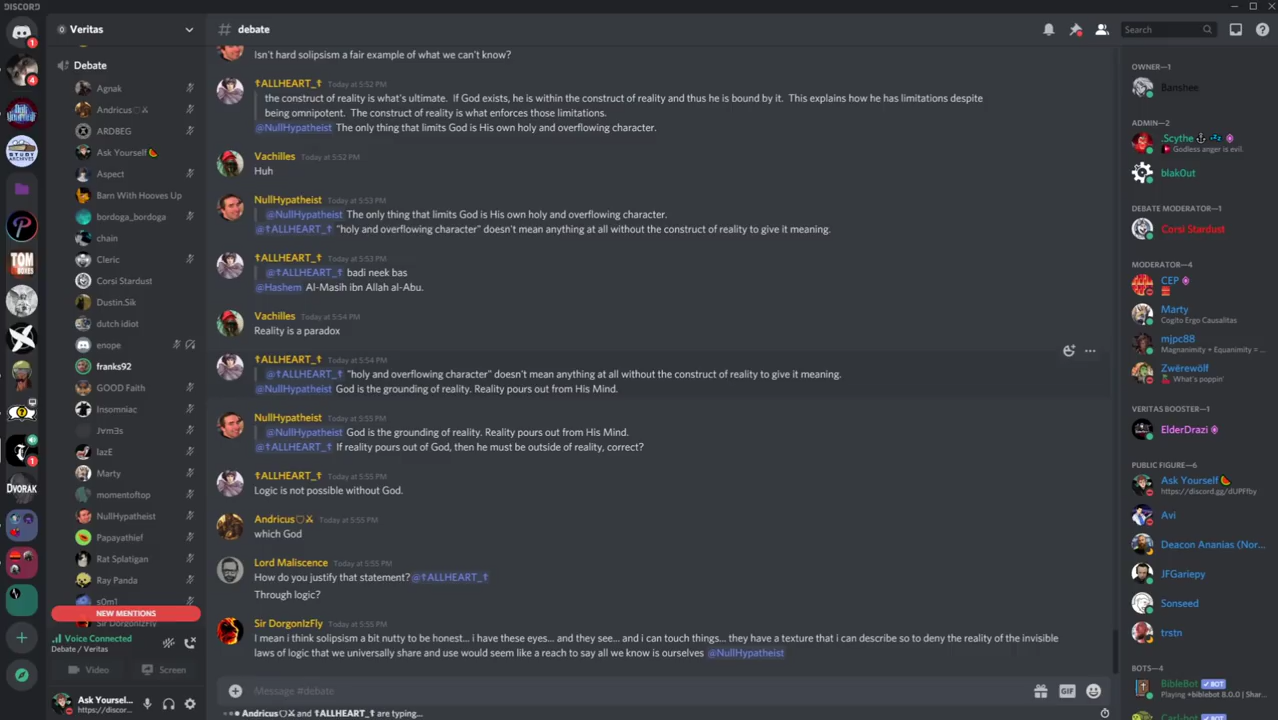 DISCORD
Veritas
# debate
Search
Debate
Agnak
Andricus
ARDBEG
Ask Yourself
Aspect
Barn With Hooves Up
bordoga_bordoga
chain
Cleric
Corsi Stardust
Dustin.Sik
dutch idiot
enope
franks92
GOOD Faith
Insomniac
J∀mƎs
lazE
Marty
momentoftop
NullHypatheist
Papayathief
Rat Splatigan
Ray Panda
s0m1
NEW MENTIONS
Sir DorgonIzFly
Voice Connected
Debate / Veritas
Video
Screen
Ask Yoursel...
https://discor...
Isn't hard solipsism a fair example of what we can't know?
☨ALLHEART_☨ Today at 5:52 PM
the construct of reality is what's ultimate. If God exists, he is within the construct of reality and thus he is bound by it. This explains how he has limitations despite
being omnipotent. The construct of reality is what enforces those limitations.
@NullHypatheist The only thing that limits God is His own holy and overflowing character.
Vachilles Today at 5:52 PM
Huh
NullHypatheist Today at 5:53 PM
@NullHypatheist The only thing that limits God is His own holy and overflowing character.
@☨ALLHEART_☨ "holy and overflowing character" doesn't mean anything at all without the construct of reality to give it meaning.
☨ALLHEART_☨ Today at 5:53 PM
@☨ALLHEART_☨ badi neek bas
@Hashem Al-Masih ibn Allah al-Abu.
Vachilles Today at 5:54 PM
Reality is a paradox
☨ALLHEART_☨ Today at 5:54 PM
@☨ALLHEART_☨ "holy and overflowing character" doesn't mean anything at all without the construct of reality to give it meaning.
@NullHypatheist God is the grounding of reality. Reality pours out from His Mind.
NullHypatheist Today at 5:55 PM
@NullHypatheist God is the grounding of reality. Reality pours out from His Mind.
@☨ALLHEART_☨ If reality pours out of God, then he must be outside of reality, correct?
☨ALLHEART_☨ Today at 5:55 PM
Logic is not possible without God.
Andricus Today at 5:55 PM
which God
Lord Maliscence Today at 5:55 PM
How do you justify that statement?@☨ALLHEART_☨
Through logic?
Sir DorgonIzFly Today at 5:55 PM
I mean i think solipsism a bit nutty to be honest... i have these eyes... and they see... and i can touch things... they have a texture that i can describe so to deny the reality of the invisible
laws of logic that we universally share and use would seem like a reach to say all we know is ourselves @NullHypatheist
Message #debate
GIF
Andricus and ☨ALLHEART_☨ are typing...
OWNER—1
Banshee
ADMIN—2
.Scythe
Godless anger is evil.
blak0ut
DEBATE MODERATOR—1
Corsi Stardust
MODERATOR—4
CEP
Marty
Cogito Ergo Causalitas
mjpc88
Magnanimity + Equanimity = ...
Zwërewölf
What's poppin'
VERITAS BOOSTER—1
ElderDrazi
PUBLIC FIGURE—6
Ask Yourself
https://discord.gg/dUPFfby
Avi
Deacon Ananias (Nor...
JFGariepy
Sonseed
trstn
BOTS—4
BibleBot ✓ BOT
Playing +biblebot 8.0.0 | Shar...
Carl-bot
TOM
BOXES
STUDY
ARCHIVES
DVORAK